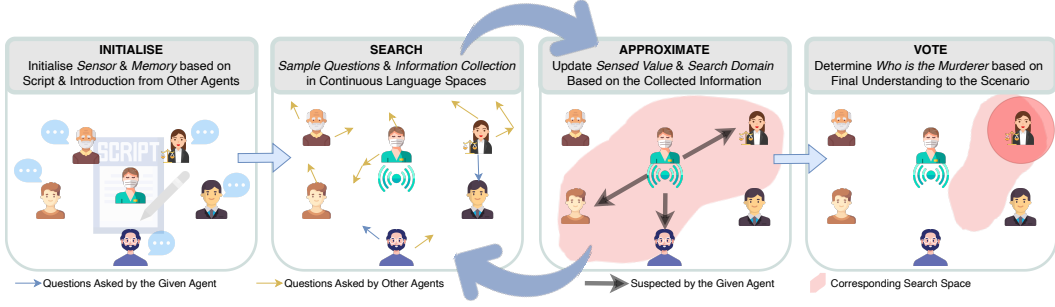 INITIALISE
Initialise Sensor & Memory based on
Script & Introduction from Other Agents
SEARCH
Sample Questions & Information Collection
in Continuous Language Spaces
APPROXIMATE
Update Sensed Value & Search Domain
Based on the Collected Information
VOTE
Determine Who is the Murderer based on
Final Understanding to the Scenario
SCRIPT
Questions Asked by the Given Agent
Questions Asked by Other Agents
Suspected by the Given Agent
Corresponding Search Space